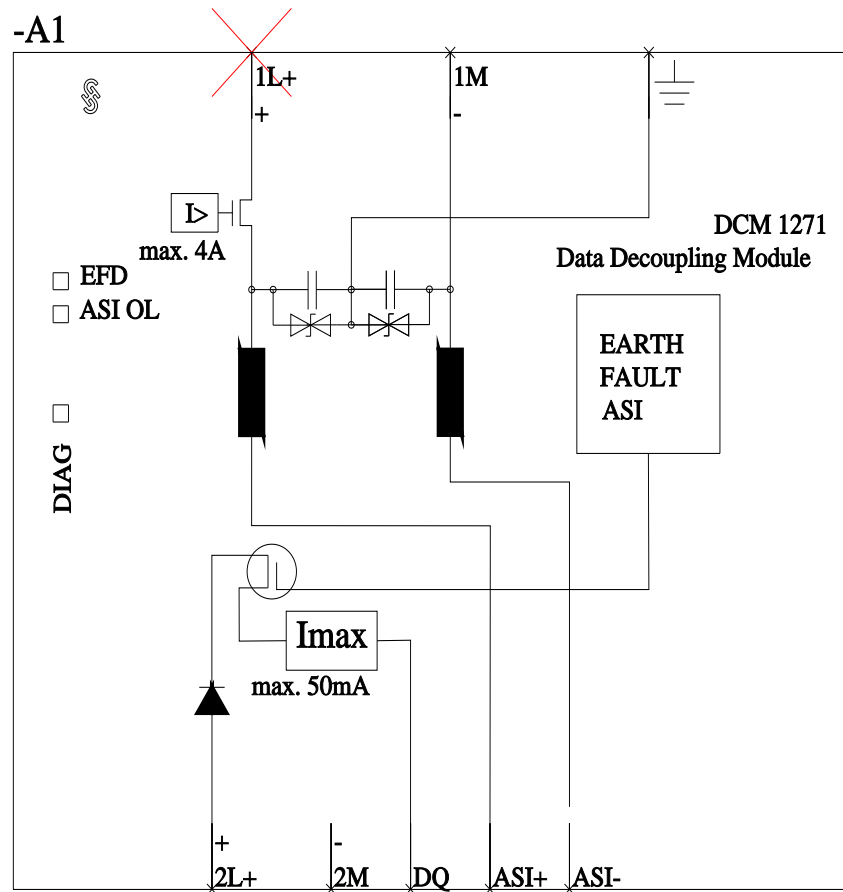 -A1
1L+
1M
+
-
I>
max. 4A
DCM 1271
Data Decoupling Module
EFD
ASI OL
EARTH
FAULT
ASI
DIAG
Imax
max. 50mA
+
-
2L+
2M
DQ
ASI+
ASI-